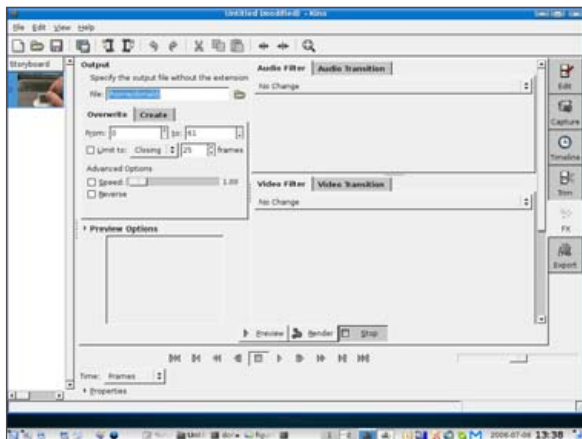 Untitled (modified) - Kino
File Edit View Help
Storyboard
Output
Specify the output file without the extension
File:
Overwrite Create
From: 0 to: 61
Limit to: Closing 25 frames
Advanced Options
Speed: 1.00
Reverse
Preview Options
Audio Filter Audio Transition
No Change
Video Filter Video Transition
No Change
Edit
Capture
Timeline
Trim
FX
Export
Preview Render Stop
Time: Frames
Properties
2006-07-06 13:38